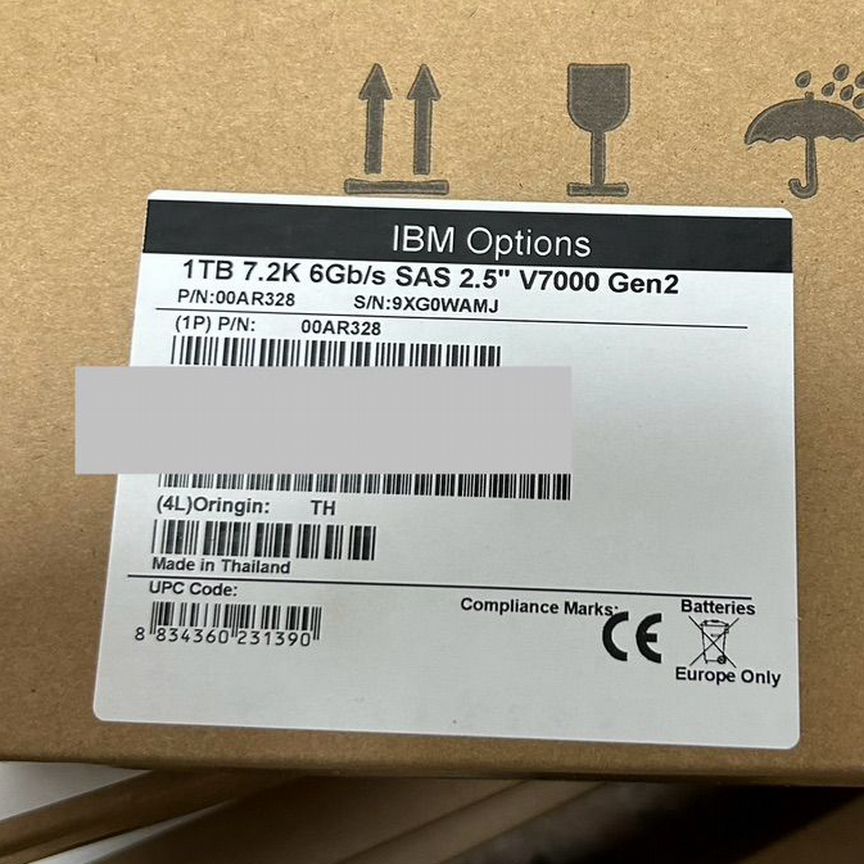 IBM Options
1TB 7.2K 6Gb/s SAS 2.5" V7000 Gen2
P/N:00AR328 S/N:9XG0WAMJ
(1P) P/N: 00AR328
(4L)Oringin: TH
Made in Thailand
UPC Code:
8 834360 231390
Compliance Marks:
CE
Batteries
Europe Only